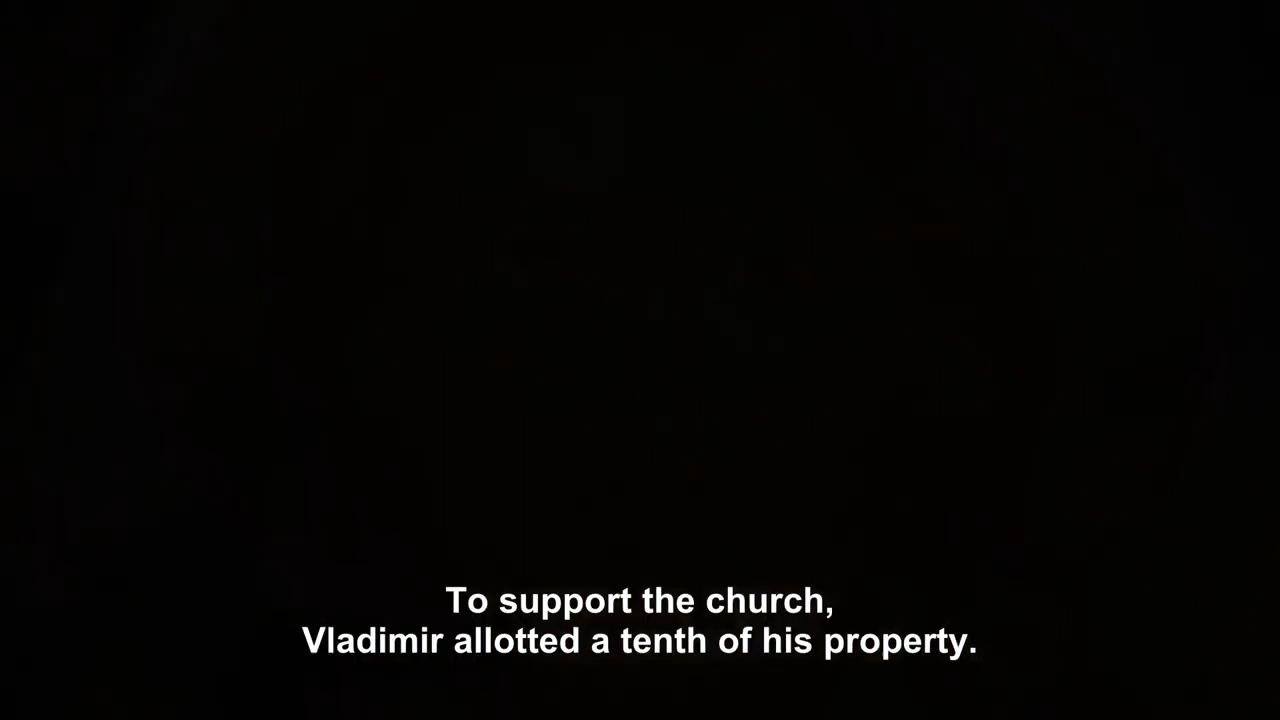 To support the church,
Vladimir allotted a tenth of his property.